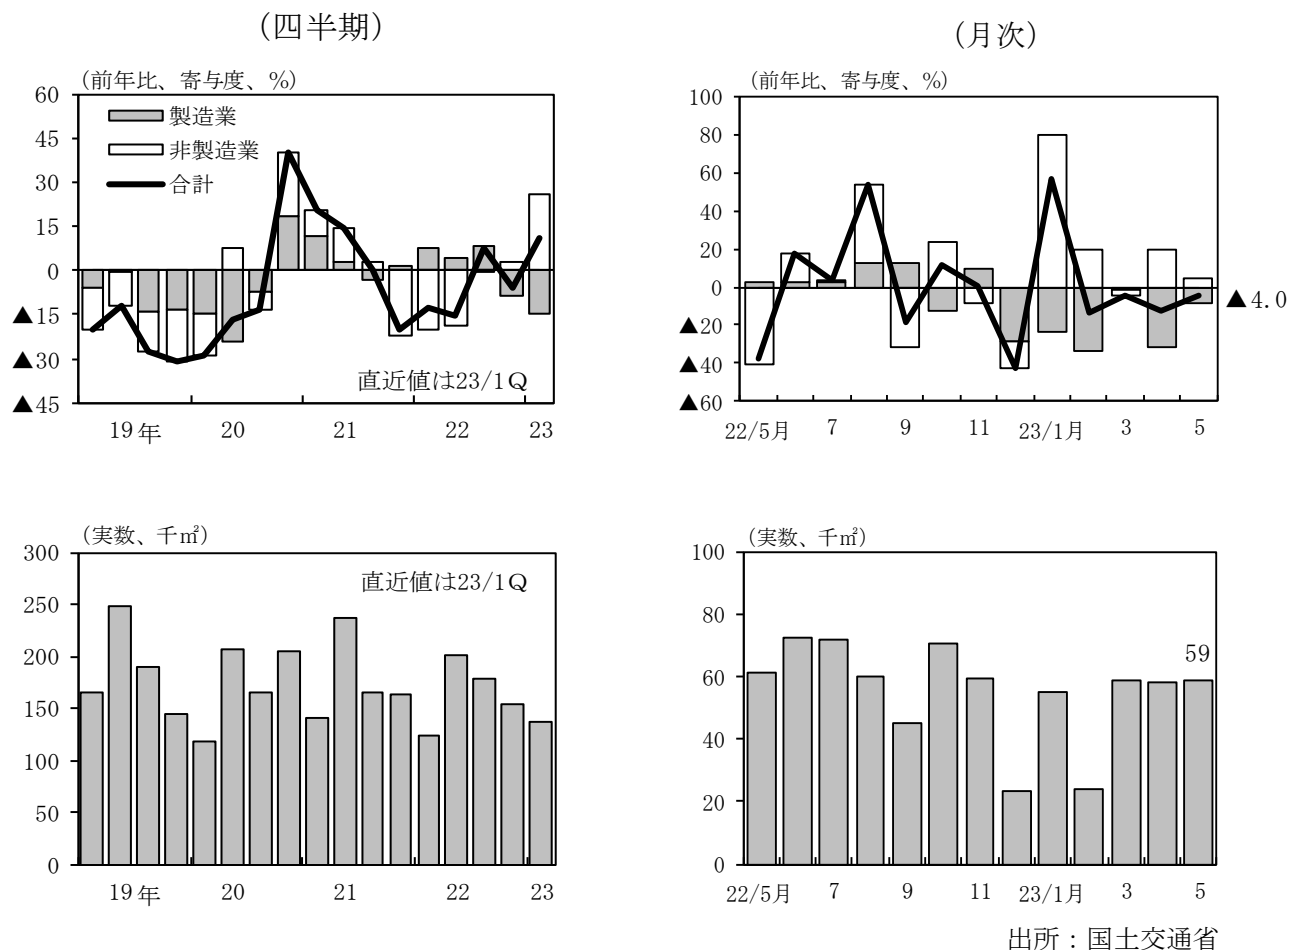 （四半期）
（前年比、寄与度、％）
60
45
30
15
0
▲15
▲30
▲45
製造業
非製造業
合計
直近値は23/1Ｑ
19年 20 21 22 23
（月次）
（前年比、寄与度、％）
100
80
60
40
20
0
▲20
▲40
▲60
▲4.0
22/5月 7 9 11 23/1月 3 5
（実数、千㎡）
300
250
200
150
100
50
0
直近値は23/1Ｑ
19年 20 21 22 23
（実数、千㎡）
100
80
60
40
20
0
59
22/5月 7 9 11 23/1月 3 5
出所：国土交通省